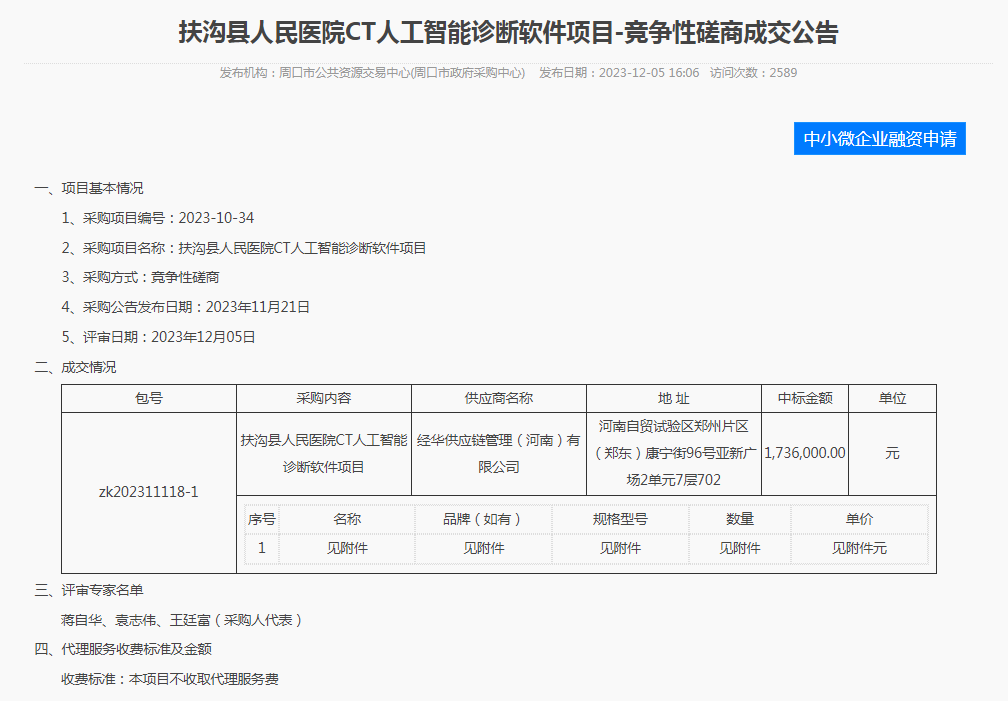 扶沟县人民医院CT人工智能诊断软件项目-竞争性磋商成交公告
发布机构：周口市公共资源交易中心(周口市政府采购中心) 发布日期：2023-12-05 16:06 访问次数：2589
中小微企业融资申请
一、项目基本情况
1、采购项目编号：2023-10-34
2、采购项目名称：扶沟县人民医院CT人工智能诊断软件项目
3、采购方式：竞争性磋商
4、采购公告发布日期：2023年11月21日
5、评审日期：2023年12月05日
二、成交情况
包号 采购内容 供应商名称 地 址 中标金额 单位
zk202311118-1
扶沟县人民医院CT人工智能
诊断软件项目
经华供应链管理（河南）有
限公司
河南自贸试验区郑州片区
（郑东）康宁街96号亚新广
场2单元7层702
1,736,000.00
元
序号 名称 品牌（如有） 规格型号 数量 单价
1 见附件 见附件 见附件 见附件 见附件元
三、评审专家名单
蒋自华、袁志伟、王廷富（采购人代表）
四、代理服务收费标准及金额
收费标准：本项目不收取代理服务费